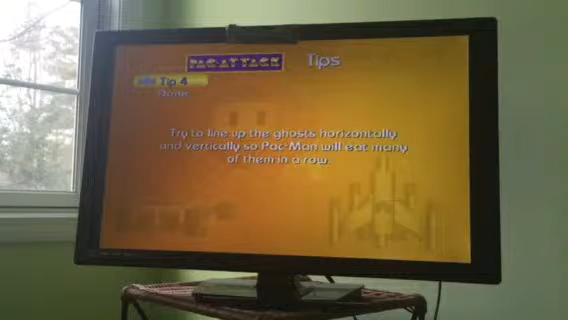 PAC-ATTACK Tips
Tip 4
Try to line up the ghosts horizontally
and vertically so Pac-Man will eat many
of them in a row.